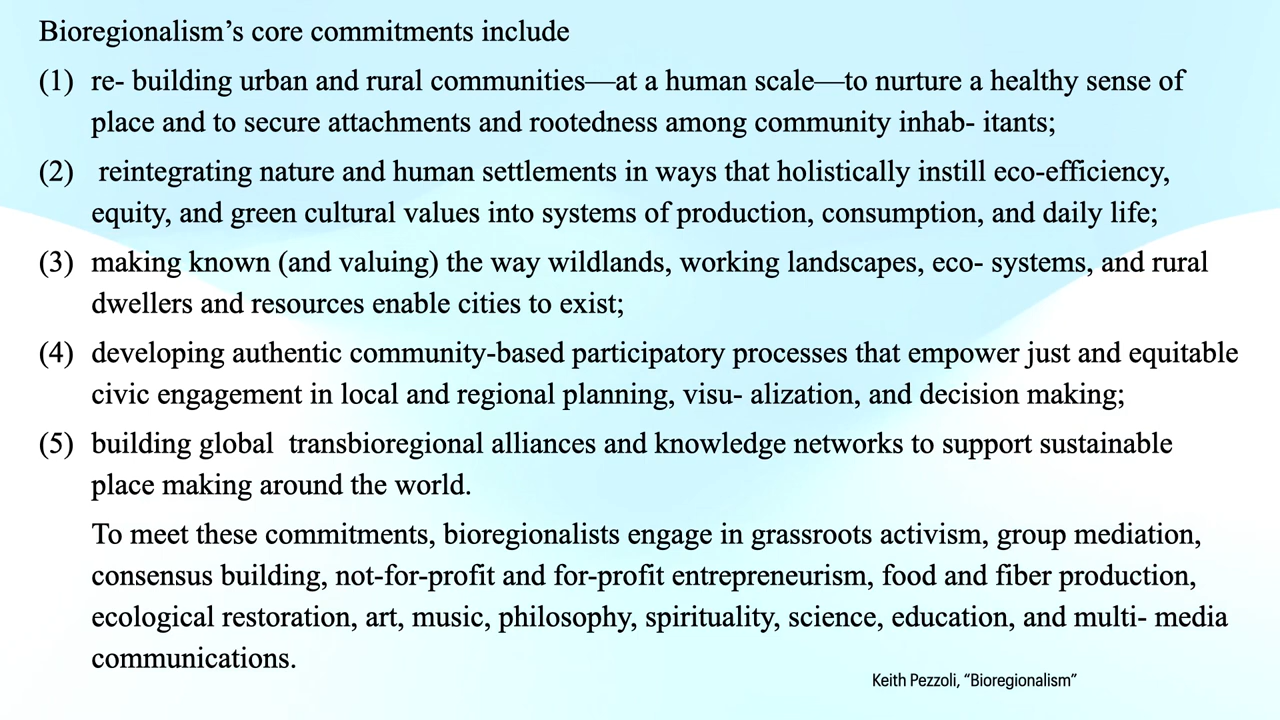 Bioregionalism’s core commitments include
(1) re- building urban and rural communities—at a human scale—to nurture a healthy sense of
place and to secure attachments and rootedness among community inhab- itants;
(2) reintegrating nature and human settlements in ways that holistically instill eco-efficiency,
equity, and green cultural values into systems of production, consumption, and daily life;
(3) making known (and valuing) the way wildlands, working landscapes, eco- systems, and rural
dwellers and resources enable cities to exist;
(4) developing authentic community-based participatory processes that empower just and equitable
civic engagement in local and regional planning, visu- alization, and decision making;
(5) building global transbioregional alliances and knowledge networks to support sustainable
place making around the world.
To meet these commitments, bioregionalists engage in grassroots activism, group mediation,
consensus building, not-for-profit and for-profit entrepreneurism, food and fiber production,
ecological restoration, art, music, philosophy, spirituality, science, education, and multi- media
communications.
Keith Pezzoli, “Bioregionalism”